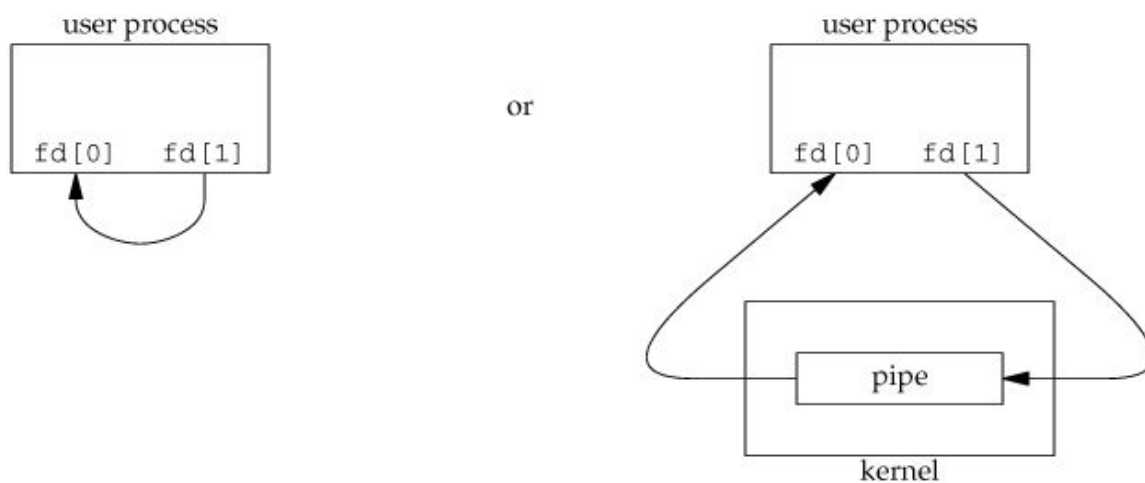 user process
fd[0] fd[1]
or
user process
fd[0] fd[1]
pipe
kernel